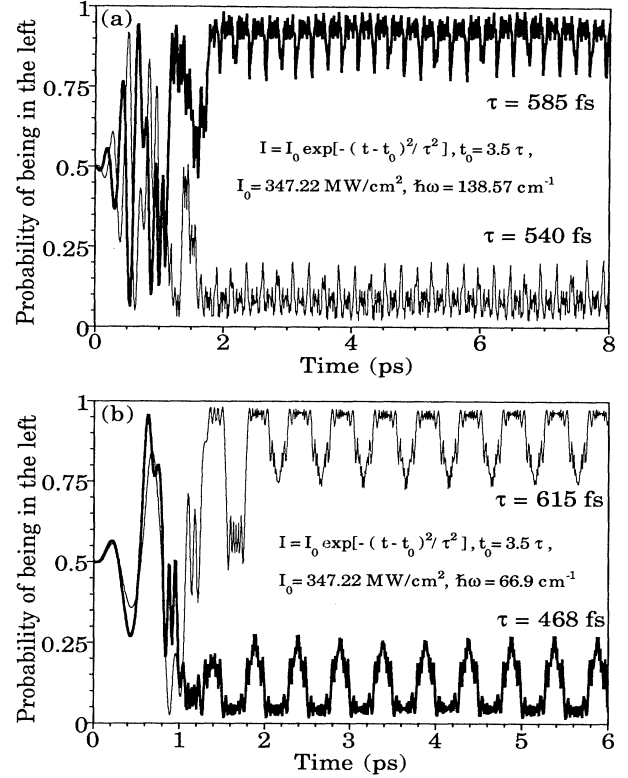 (a)
Probability of being in the left
1
0.75
0.5
0.25
0
τ = 585 fs
I = I₀ exp[-( t-t₀ )²/ τ²], t₀= 3.5 τ ,
I₀= 347.22 MW/cm², ħω = 138.57 cm⁻¹
τ = 540 fs
0 2 4 6 8
Time (ps)
(b)
Probability of being in the left
1
0.75
0.5
0.25
0
τ = 615 fs
I = I₀ exp[-( t-t₀ )²/ τ²], t₀= 3.5 τ ,
I₀= 347.22 MW/cm², ħω = 66.9 cm⁻¹
τ = 468 fs
0 1 2 3 4 5 6
Time (ps)